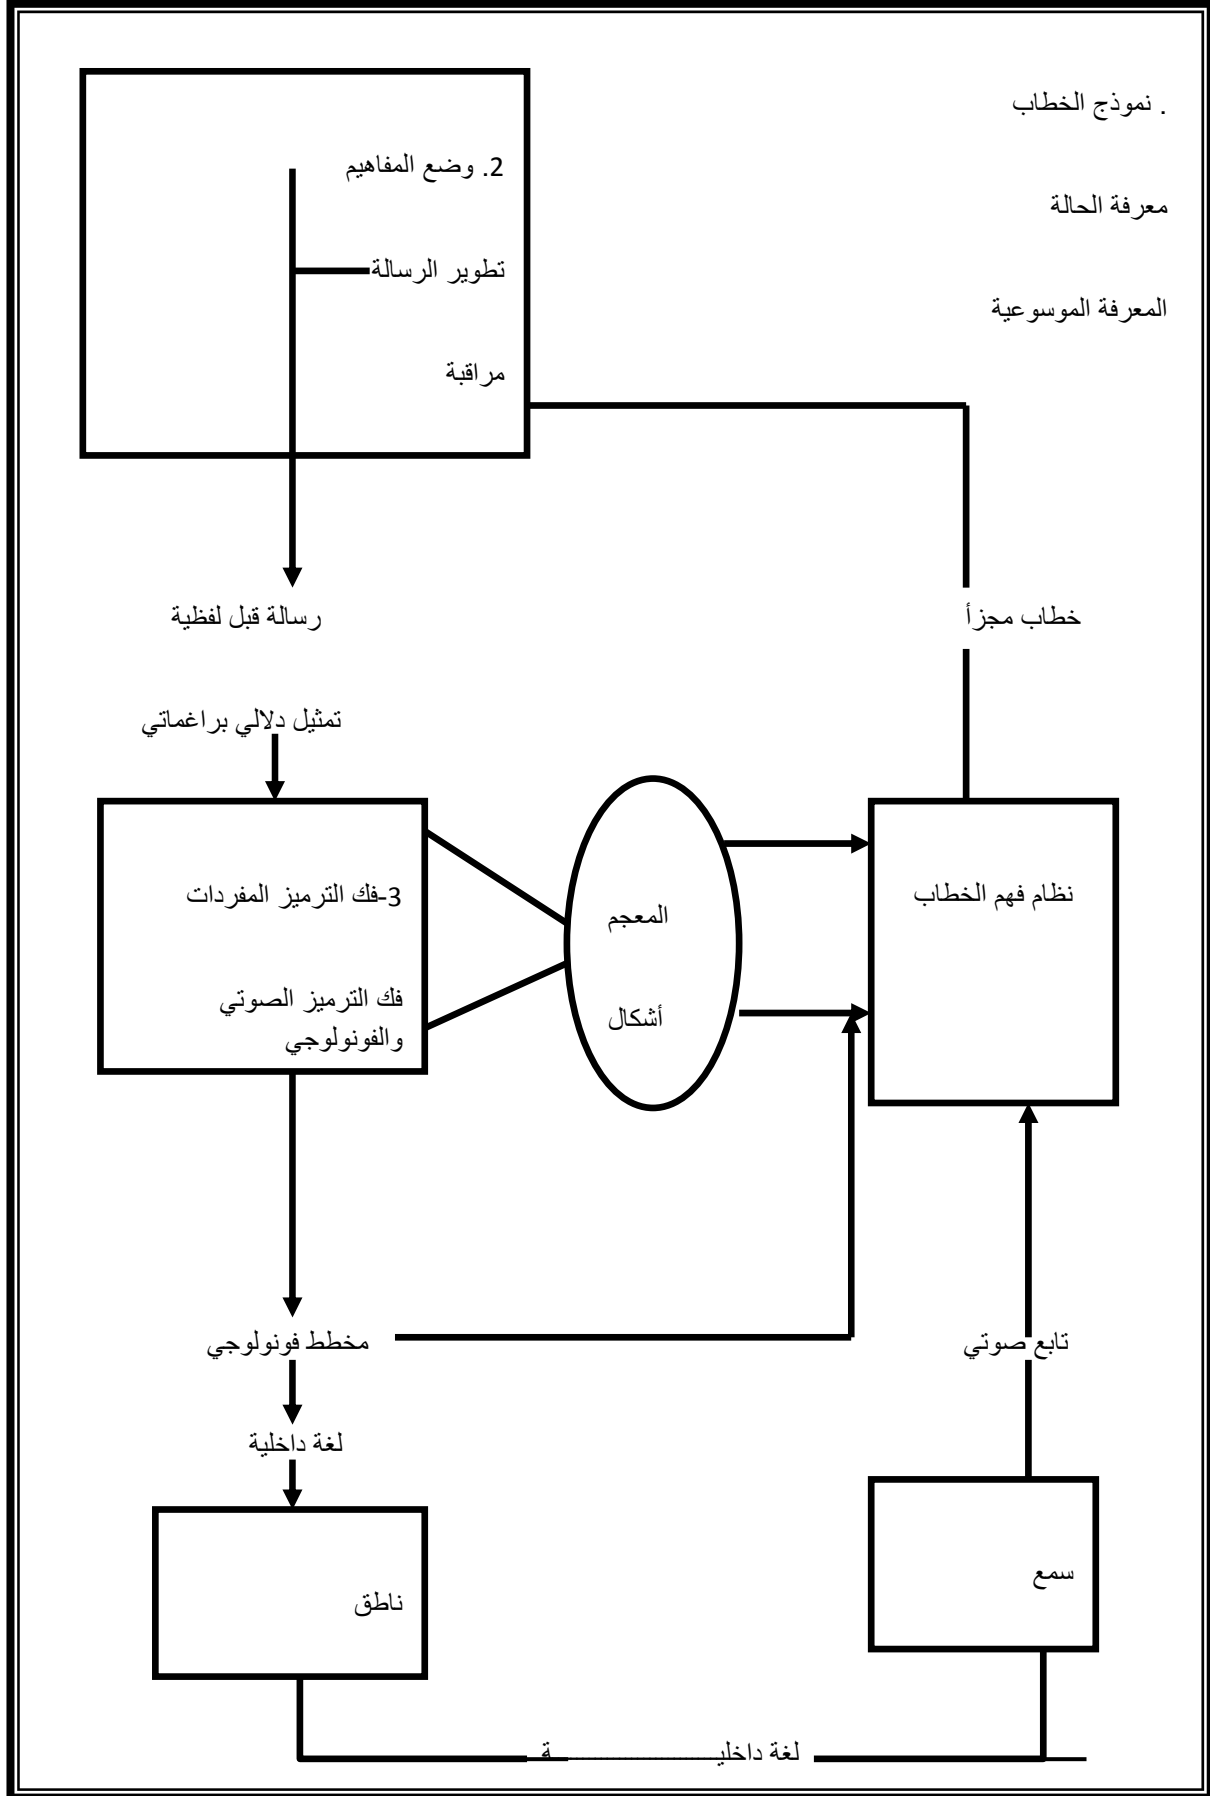 . نموذج الخطاب
2. وضع المفاهيم
معرفة الحالة
تطوير الرسالة
المعرفة الموسوعية
مراقبة
خطاب مجزأ
رسالة قبل لفظية
تمثيل دلالي براغماتي
نظام فهم الخطاب
المعجم
أشكال
3-فك الترميز المفردات
فك الترميز الصوتي
والفونولوجي
تابع صوتي
مخطط فونولوجي
لغة داخلية
سمع
ناطق
لغة داخليـــــــــــــة